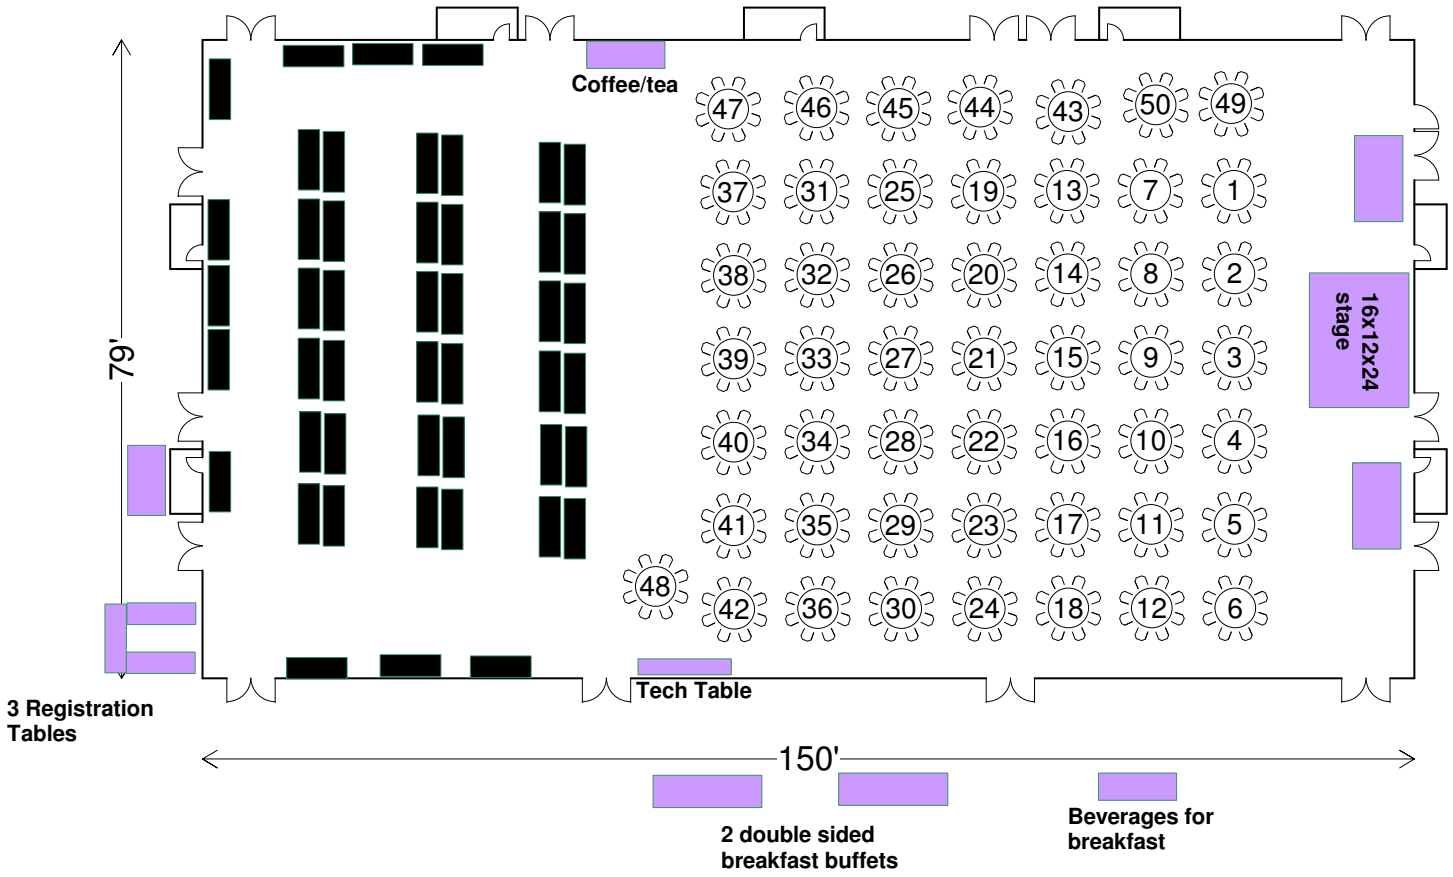 Coffee/tea
47 46 45 44 43 50 49
37 31 25 19 13 7 1
38 32 26 20 14 8 2
16x12x24
stage
79'
39 33 27 21 15 9 3
40 34 28 22 16 10 4
41 35 29 23 17 11 5
48
42 36 30 24 18 12 6
Tech Table
3 Registration
Tables
150'
2 double sided
breakfast buffets
Beverages for
breakfast